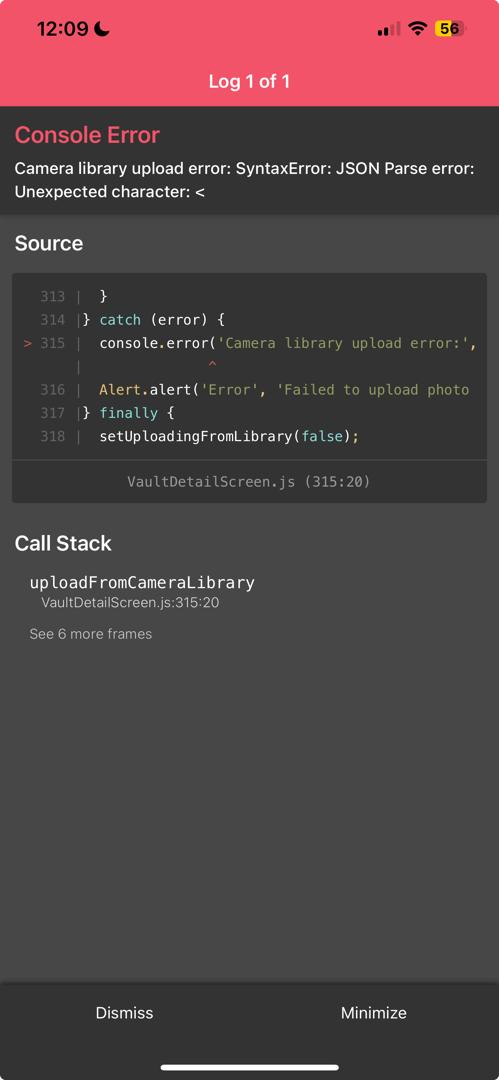 12:09
56
Log 1 of 1
Console Error
Camera library upload error: SyntaxError: JSON Parse error:
Unexpected character: <
Source
313 |  }
314 |} catch (error) {
> 315 |  console.error('Camera library upload error:',
|               ^
316 |  Alert.alert('Error', 'Failed to upload photo
317 |} finally {
318 |  setUploadingFromLibrary(false);
VaultDetailScreen.js (315:20)
Call Stack
uploadFromCameraLibrary
VaultDetailScreen.js:315:20
See 6 more frames
Dismiss Minimize